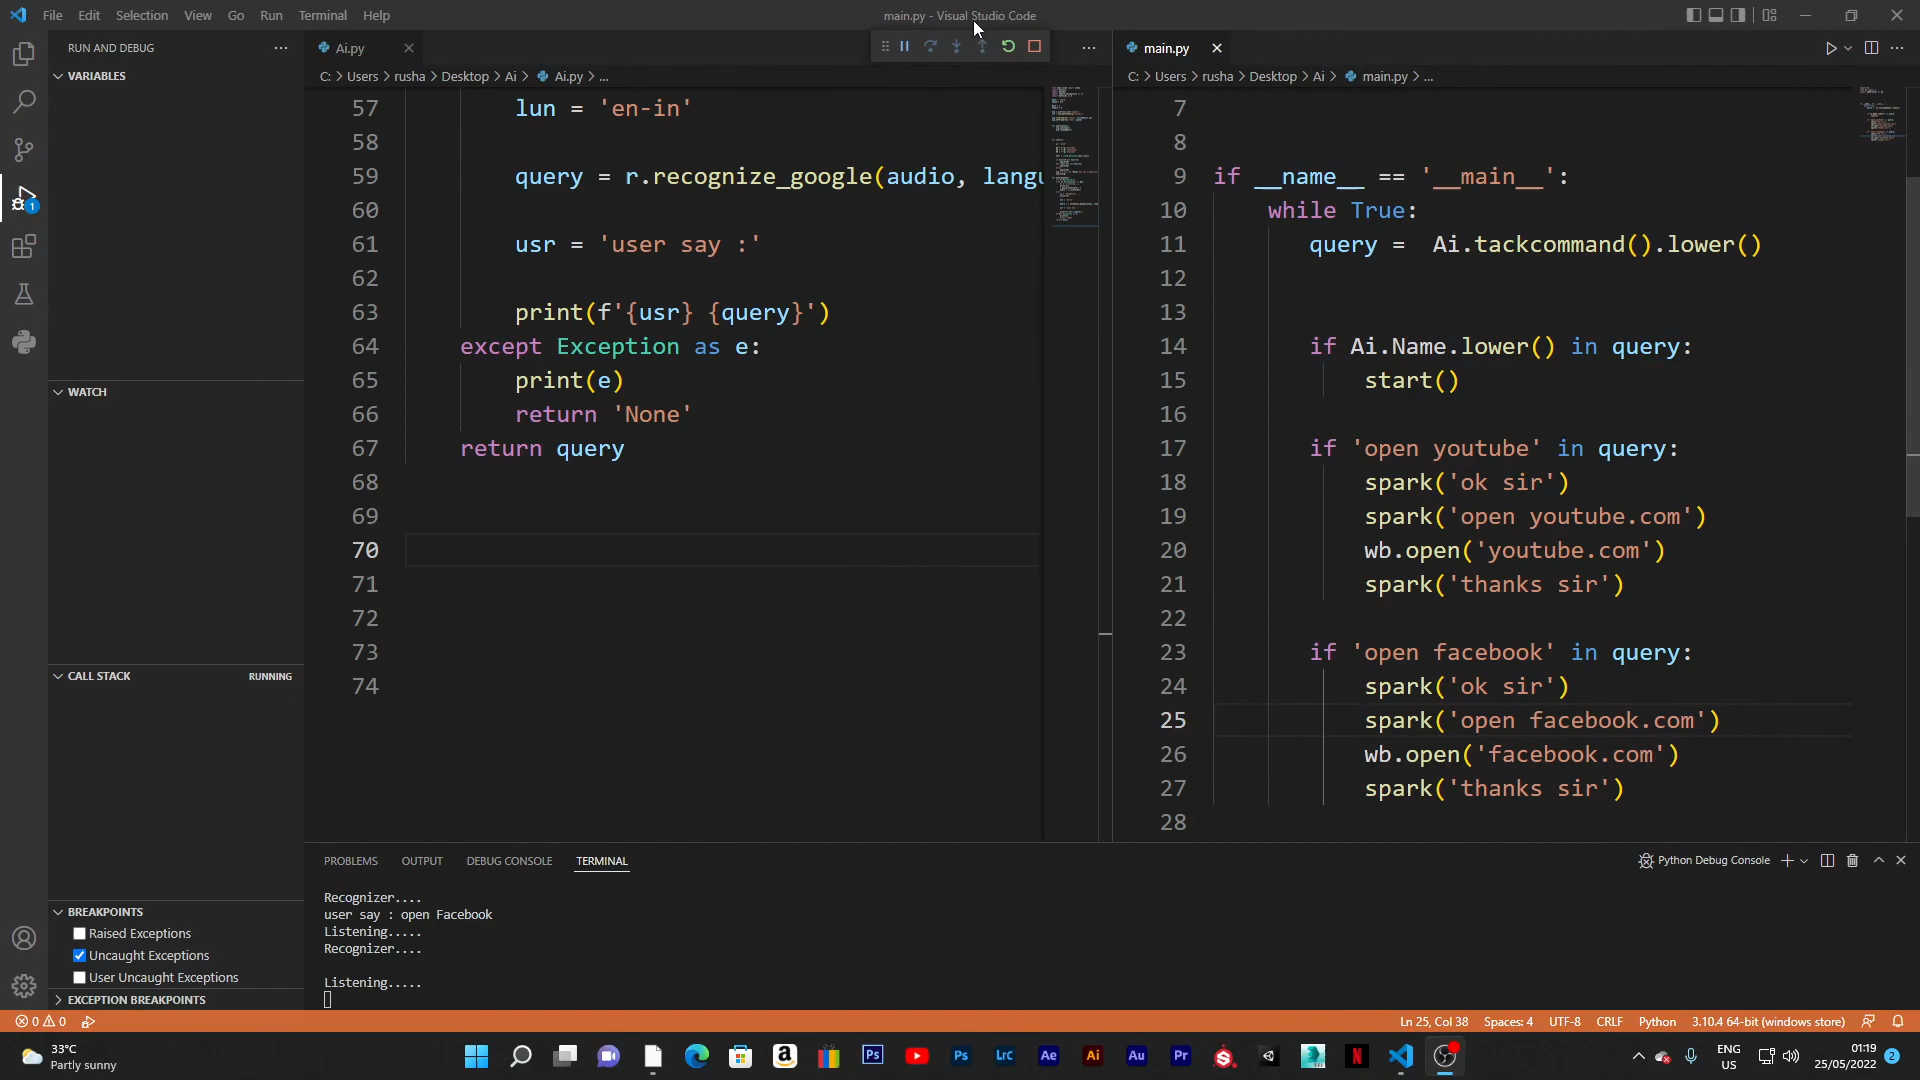 File Edit Selection View Go Run Terminal Help
main.py - Visual Studio Code
RUN AND DEBUG
VARIABLES
WATCH
CALL STACK
RUNNING
BREAKPOINTS
Raised Exceptions
Uncaught Exceptions
User Uncaught Exceptions
EXCEPTION BREAKPOINTS
1
Ai.py
C: > Users > rusha > Desktop > Ai > Ai.py > ...
57 lun = 'en-in'
58
59 query = r.recognize_google(audio, langu
60
61 usr = 'user say :'
62
63 print(f'{usr} {query}')
64 except Exception as e:
65 print(e)
66 return 'None'
67 return query
68
69
70
71
72
73
74
main.py
C: > Users > rusha > Desktop > Ai > main.py > ...
7
8
9 if __name__ == '__main__':
10 while True:
11 query =  Ai.tackcommand().lower()
12
13
14 if Ai.Name.lower() in query:
15 start()
16
17 if 'open youtube' in query:
18 spark('ok sir')
19 spark('open youtube.com')
20 wb.open('youtube.com')
21 spark('thanks sir')
22
23 if 'open facebook' in query:
24 spark('ok sir')
25 spark('open facebook.com')
26 wb.open('facebook.com')
27 spark('thanks sir')
28
PROBLEMS OUTPUT DEBUG CONSOLE TERMINAL
Python Debug Console
Recognizer....
user say : open Facebook
Listening.....
Recognizer....
Listening.....
0 0
Ln 25, Col 38 Spaces: 4 UTF-8 CRLF Python 3.10.4 64-bit (windows store)
33°C
Partly sunny
Ps Ps Lrc Ae Ai Au Pr N
ENG
US
01:19
25/05/2022
2